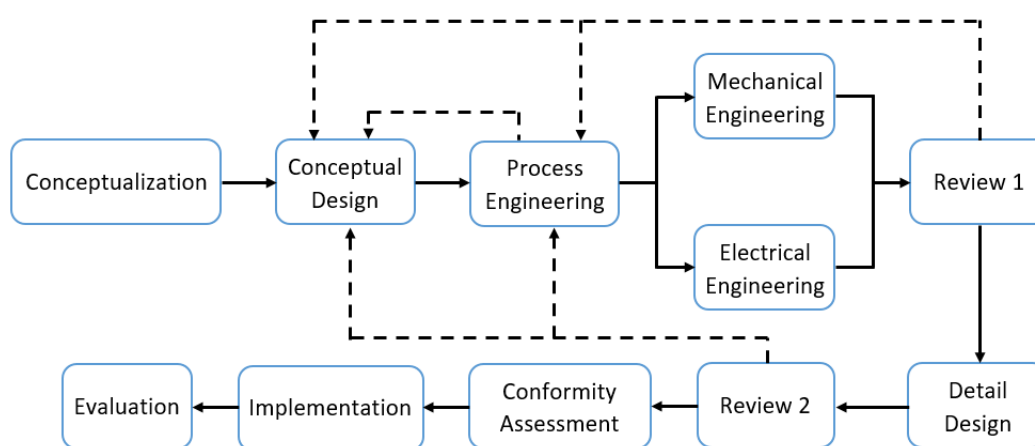 Mechanical
Engineering
Conceptualization
Conceptual
Design
Process
Engineering
Review 1
Electrical
Engineering
Evaluation
Implementation
Conformity
Assessment
Review 2
Detail
Design